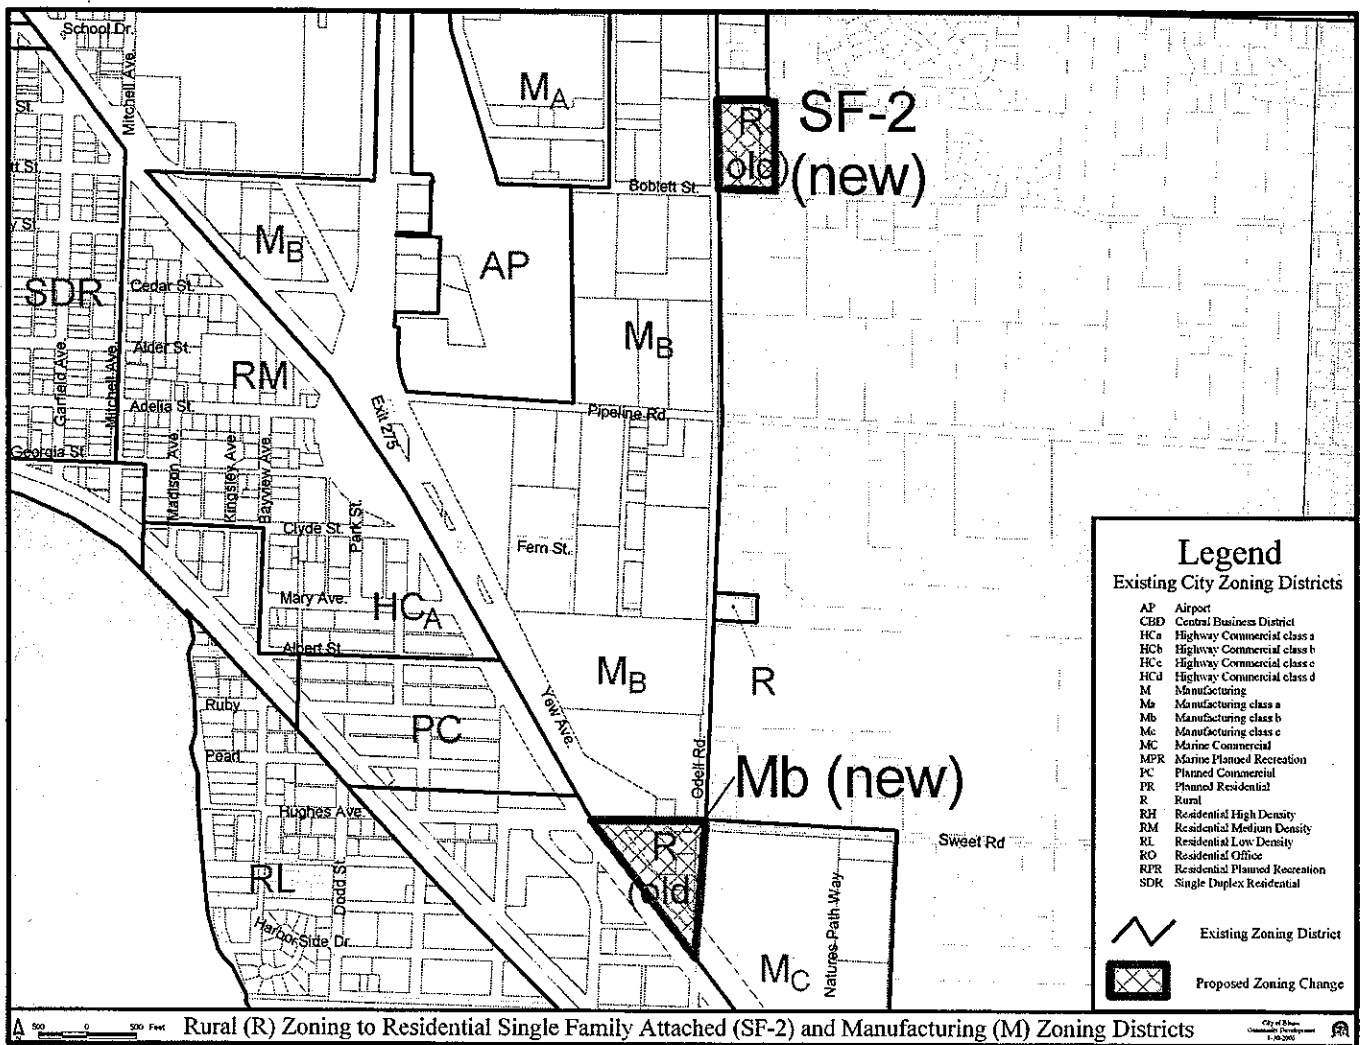 School Dr.
Mitchell Ave
St.
tt St
y St
MA
R
(old)
SF-2
(new)
Boblett St.
MB
AP
SDR
Cedar St.
MB
Alder St.
RM
Garfield Ave.
Mitchell Ave.
Adelia St.
Exit 275
Pipeline Rd
Georgia St.
Madison Ave
Kingsley Ave.
Bayview Ave.
Clyde St.
Park St.
Fern St.
Mary Ave.
HCA
Albert St.
MB
R
Ruby
PC
Yew Ave.
Pearl
Odell Rd
Mb (new)
Hughes Ave.
R
(old
Sweet Rd
RL
Dodd St.
Harbor Side Dr.
MC
Natures Path Way
Legend
Existing City Zoning Districts
AP Airport
CBD Central Business District
HCa Highway Commercial class a
HCb Highway Commercial class b
HCc Highway Commercial class c
HCd Highway Commercial class d
M Manufacturing
Ma Manufacturing class a
Mb Manufacturing class b
Mc Manufacturing class c
MC Marine Commercial
MPR Marine Planned Recreation
PC Planned Commercial
PR Planned Residential
R Rural
RH Residential High Density
RM Residential Medium Density
RL Residential Low Density
RO Residential Office
RPR Residential Planned Recreation
SDR Single Duplex Residential
Existing Zoning District
Proposed Zoning Change
500 0 500 Feet
Rural (R) Zoning to Residential Single Family Attached (SF-2) and Manufacturing (M) Zoning Districts
City of Blaine
Community Development